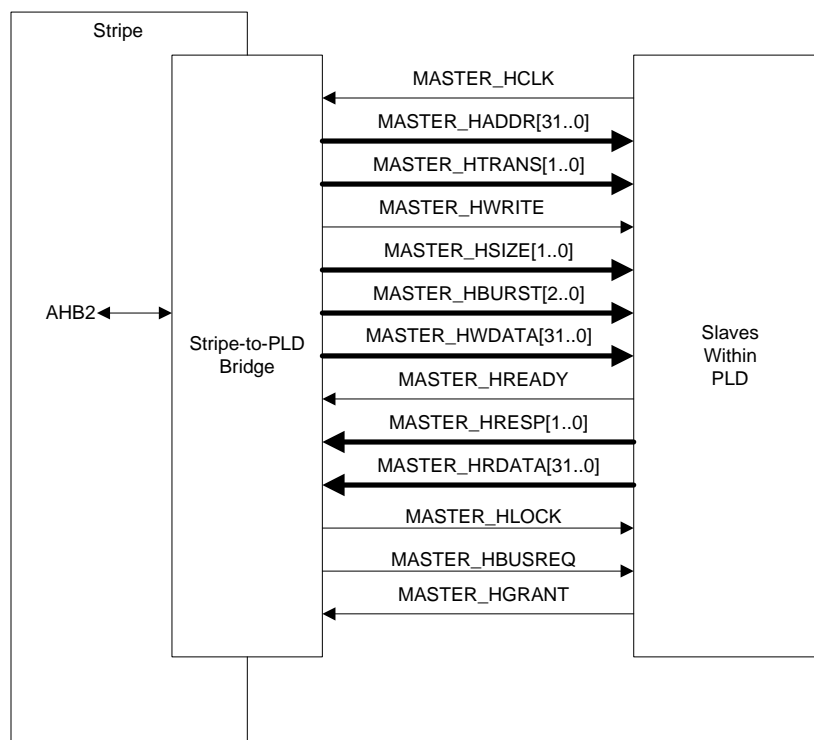 Stripe
MASTER_HCLK
MASTER_HADDR[31..0]
MASTER_HTRANS[1..0]
MASTER_HWRITE
MASTER_HSIZE[1..0]
MASTER_HBURST[2..0]
AHB2
MASTER_HWDATA[31..0]
Stripe-to-PLD
Bridge
Slaves
Within
PLD
MASTER_HREADY
MASTER_HRESP[1..0]
MASTER_HRDATA[31..0]
MASTER_HLOCK
MASTER_HBUSREQ
MASTER_HGRANT